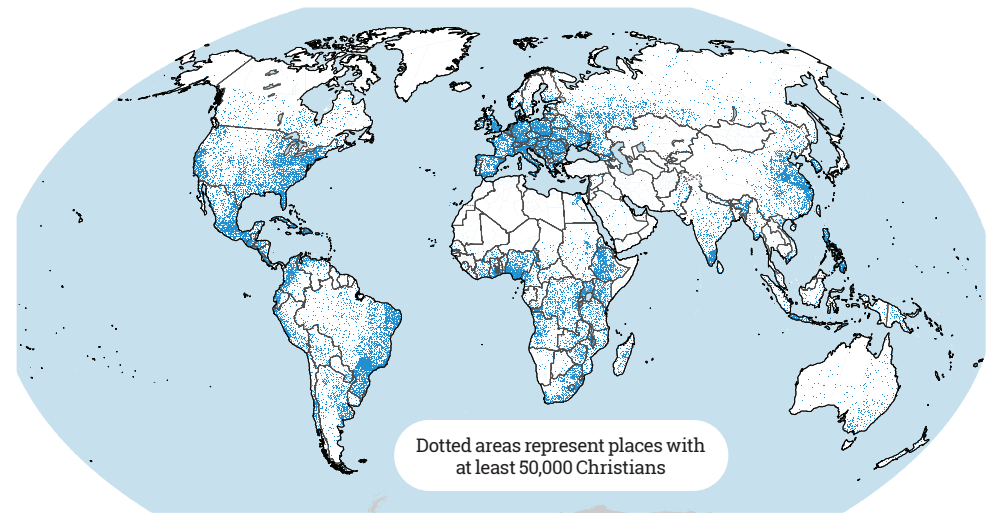 Dotted areas represent places with
at least 50,000 Christians